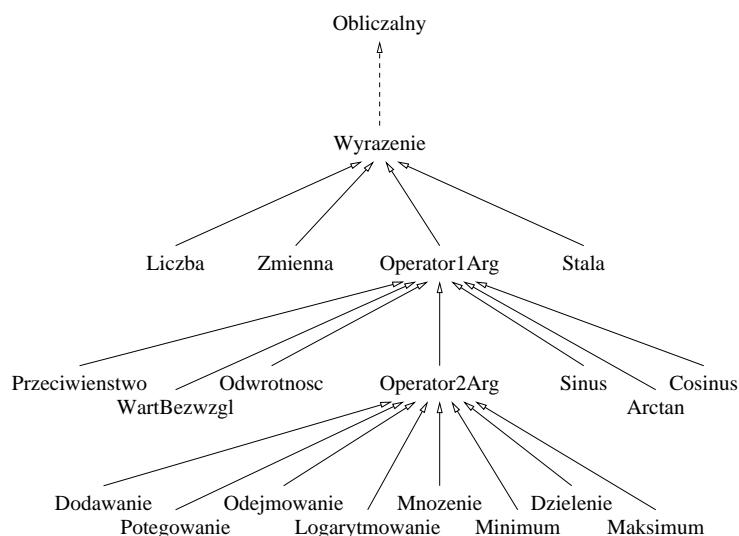 Obliczalny
Wyrazenie
Liczba Zmienna Operator1Arg Stala
Przeciwienstwo Odwrotnosc Operator2Arg Sinus Cosinus
WartBezwzgl Arctan
Dodawanie Odejmowanie Mnozenie Dzielenie
Potegowanie Logarytmowanie Minimum Maksimum